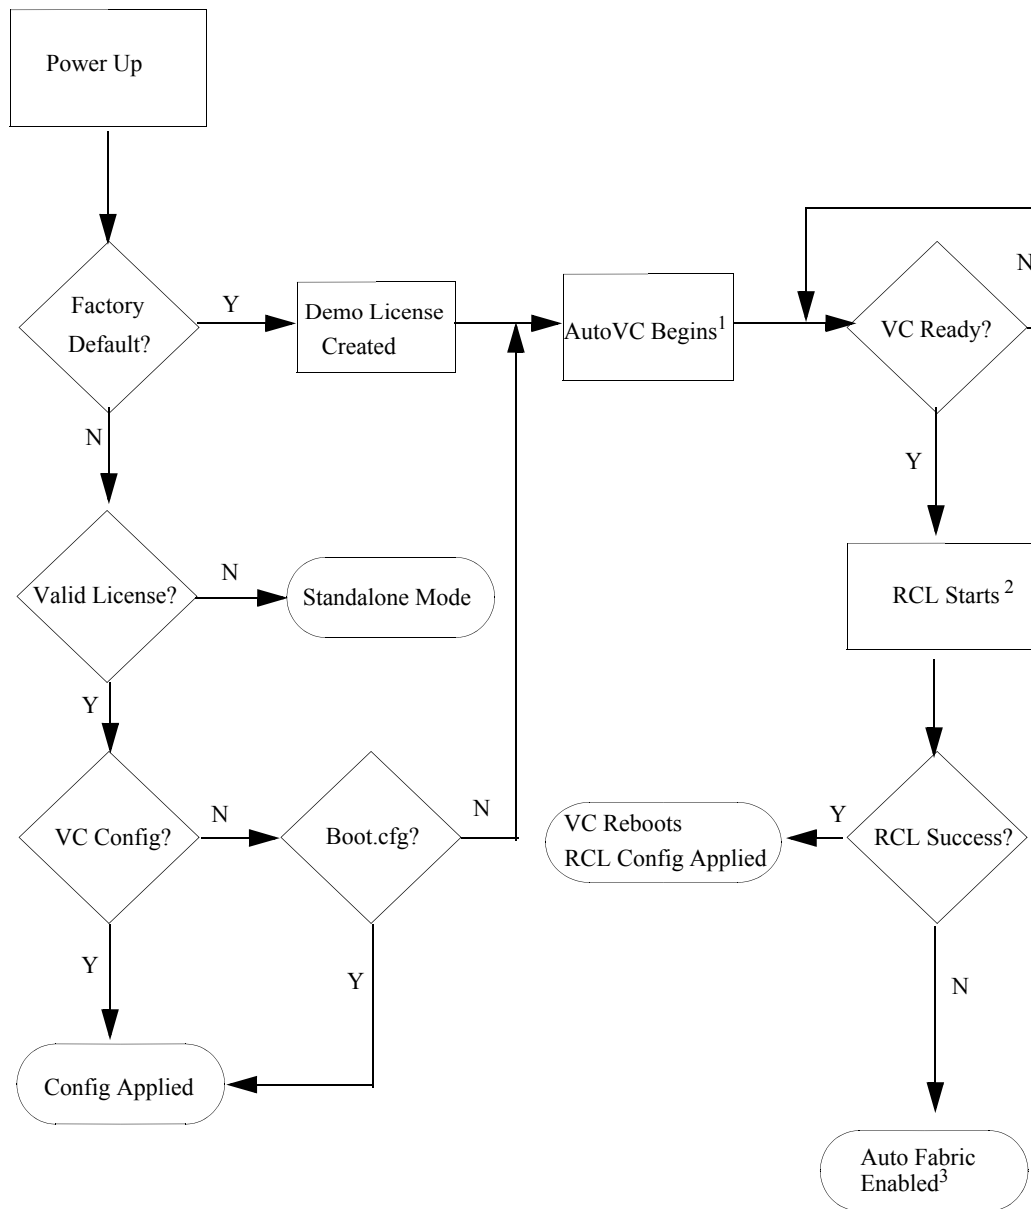 Power Up
Factory
Default?
Y
Demo License
Created
AutoVC Begins1
VC Ready?
N
N
Y
Valid License?
N
Standalone Mode
RCL Starts 2
Y
VC Config?
N
Boot.cfg?
N
VC Reboots
RCL Config Applied
Y
RCL Success?
Y
Y
N
Config Applied
Auto Fabric
Enabled3